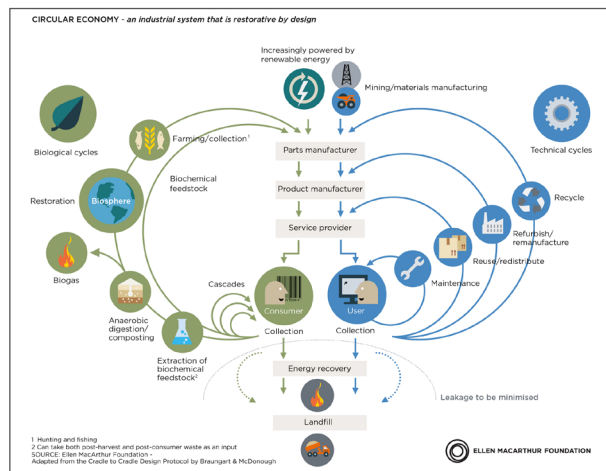 CIRCULAR ECONOMY - an industrial system that is restorative by design
Increasingly powered by
renewable energy
Mining/materials manufacturing
Farming/collection¹
Biological cycles
Technical cycles
Parts manufacturer
Biochemical
feedstock
Product manufacturer
Restoration
Biosphere
Recycle
Service provider
Refurbish/
remanufacture
Reuse/redistribute
Biogas
Maintenance
Cascades
Consumer
User
Anaerobic
digestion/
composting
Collection
Collection
Extraction of
biochemical
feedstock²
Energy recovery
Leakage to be minimised
Landfill
1 Hunting and fishing
2 Can take both post-harvest and post-consumer waste as an input
SOURCE: Ellen MacArthur Foundation -
Adapted from the Cradle to Cradle Design Protocol by Braungart & McDonough
ELLEN MACARTHUR FOUNDATION